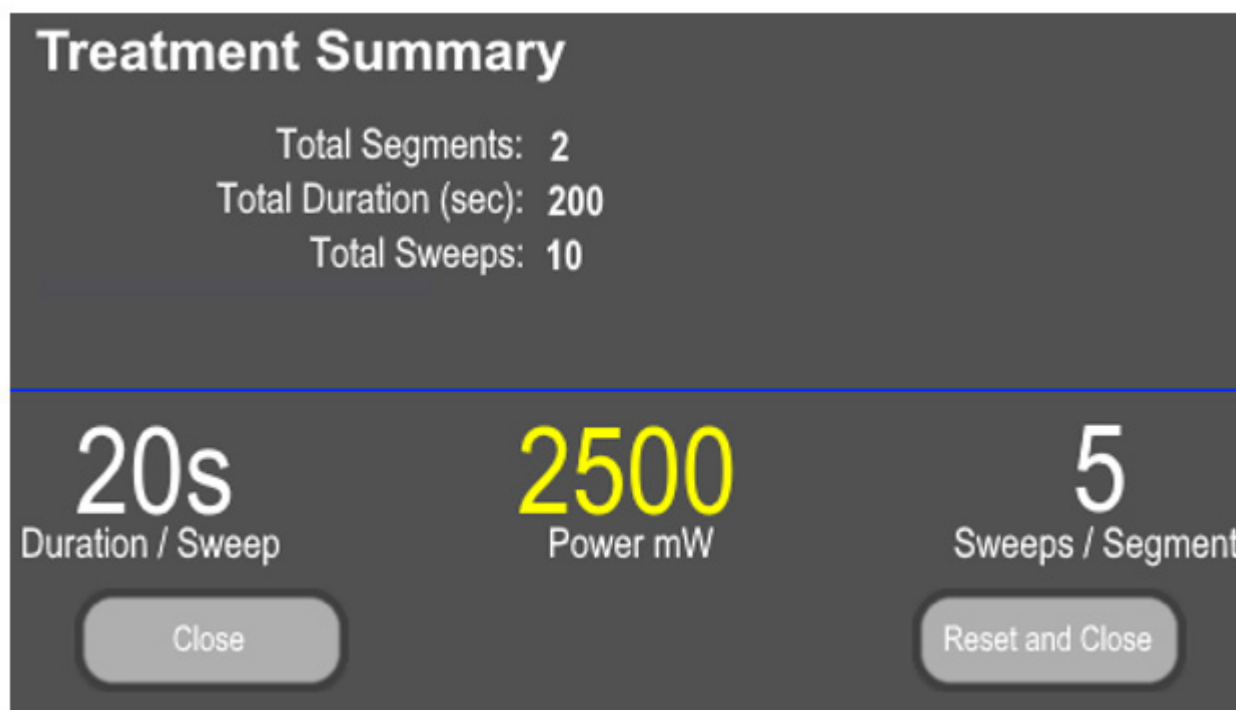 Treatment Summary
Total Segments: 2
Total Duration (sec): 200
Total Sweeps: 10
20s 2500 5
Duration / Sweep Power mW Sweeps / Segment
Close Reset and Close